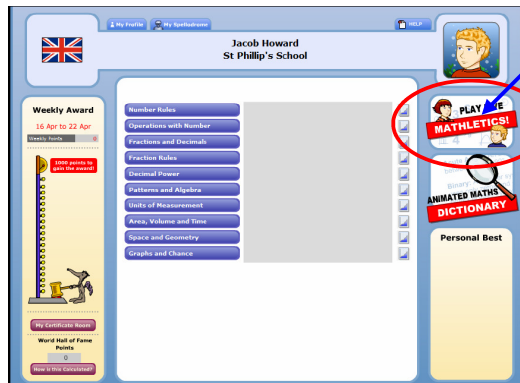 My Profile
My Spellodrome
HELP
Jacob Howard
St Phillip's School
Weekly Award
16 Apr to 22 Apr
Weekly Points 0
1000 points to
gain the award!
My Certificate Room
Word Hall of Fame
Points
0
How is this Calculated?
Number Rules
Operations with Number
Fractions and Decimals
Fraction Rules
Decimal Power
Patterns and Algebra
Units of Measurement
Area, Volume and Time
Space and Geometry
Graphs and Chance
PLAY
MATHLETICS!
Binary:
ANIMATED MATHS
DICTIONARY
Personal Best